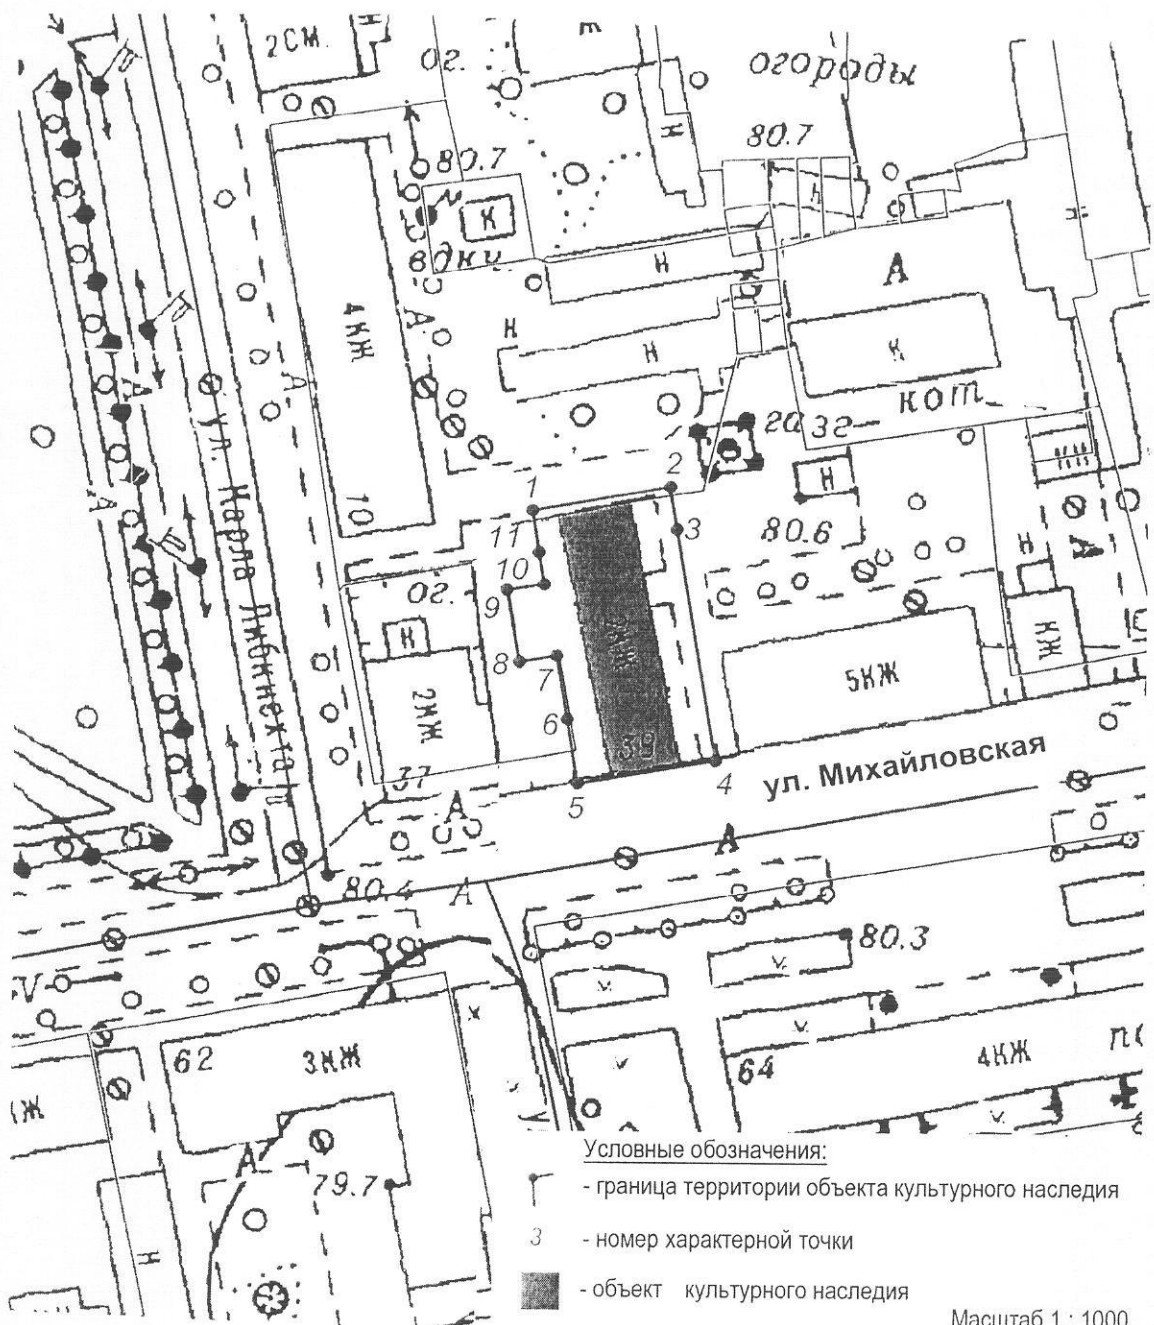 2СМ.
Н
Ж
ог.
огороды
80.7
80.7
Н
К
Н
Н
вдкч.
А
4КЖ
А
А
Н
Н
Н
К
кот.
газг
2
1
3
Н
80.6
10
11
10
9
ог.
Н
КЖ
А
ул. Карла Либкнехта
К
8
7
6
2КЖ
5КЖ
39
37
4
5
ул. Михайловская
А
А
80.4
А
80.3
62
3КЖ
64
4КЖ
А
79.7
Н
Условные обозначения:
- граница территории объекта культурного наследия
3 - номер характерной точки
- объект культурного наследия
Масштаб 1 : 1000